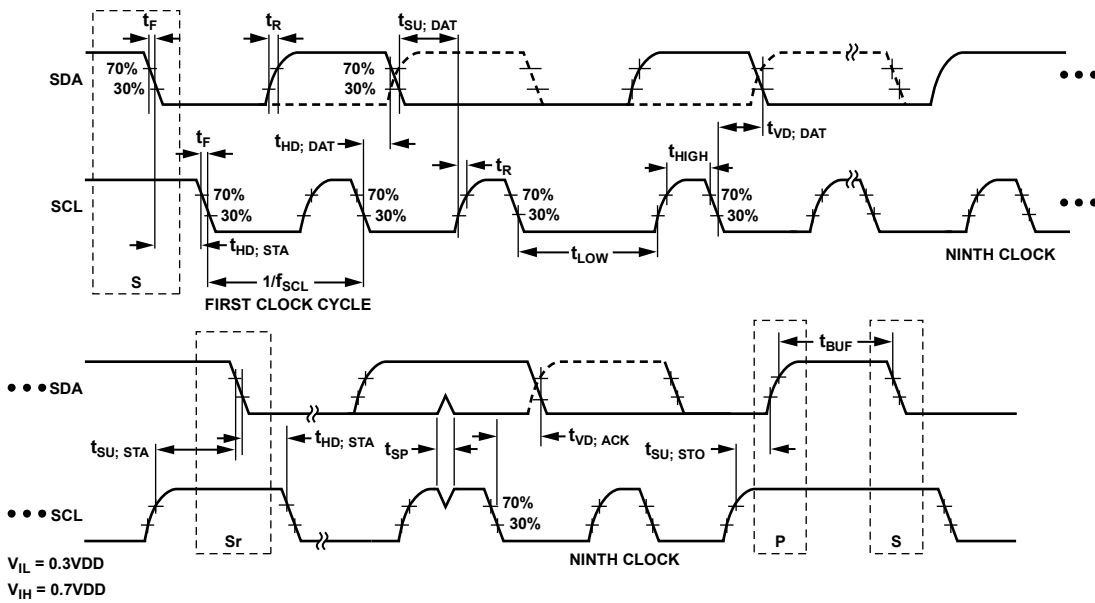 tF tR tSU; DAT
70% 70%
SDA
30% 30%
tHD; DAT tVD; DAT
tF tR tHIGH
70% 70% 70%
SCL
30% 30% 30%
tHD; STA tLOW
NINTH CLOCK
S 1/fSCL
FIRST CLOCK CYCLE
tBUF
SDA
tSU; STA tHD; STA tSP tVD; ACK tSU; STO
70%
SCL
30%
Sr NINTH CLOCK P S
VIL = 0.3VDD
VIH = 0.7VDD